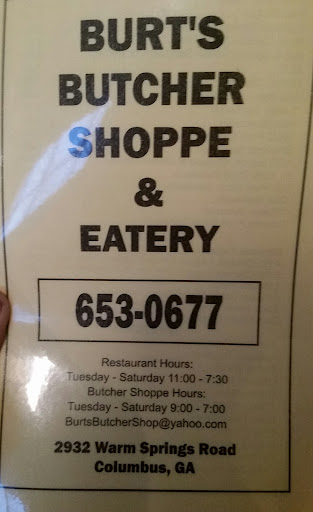 BURT'S
BUTCHER
SHOPPE
&
EATERY
653-0677
Restaurant Hours:
Tuesday - Saturday 11:00 - 7:30
Butcher Shoppe Hours:
Tuesday - Saturday 9:00 - 7:00
BurtsButcherShop@yahoo.com
2932 Warm Springs Road
Columbus, GA